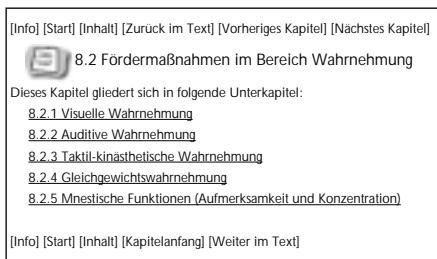 [Info] [Start] [Inhalt] [Zurück im Text] [Vorheriges Kapitel] [Nächstes Kapitel]
8.2 Fördermaßnahmen im Bereich Wahrnehmung
Dieses Kapitel gliedert sich in folgende Unterkapitel:
8.2.1 Visuelle Wahrnehmung
8.2.2 Auditive Wahrnehmung
8.2.3 Taktil-kinästhetische Wahrnehmung
8.2.4 Gleichgewichtswahrnehmung
8.2.5 Mnestische Funktionen (Aufmerksamkeit und Konzentration)
[Info] [Start] [Inhalt] [Kapitelanfang] [Weiter im Text]